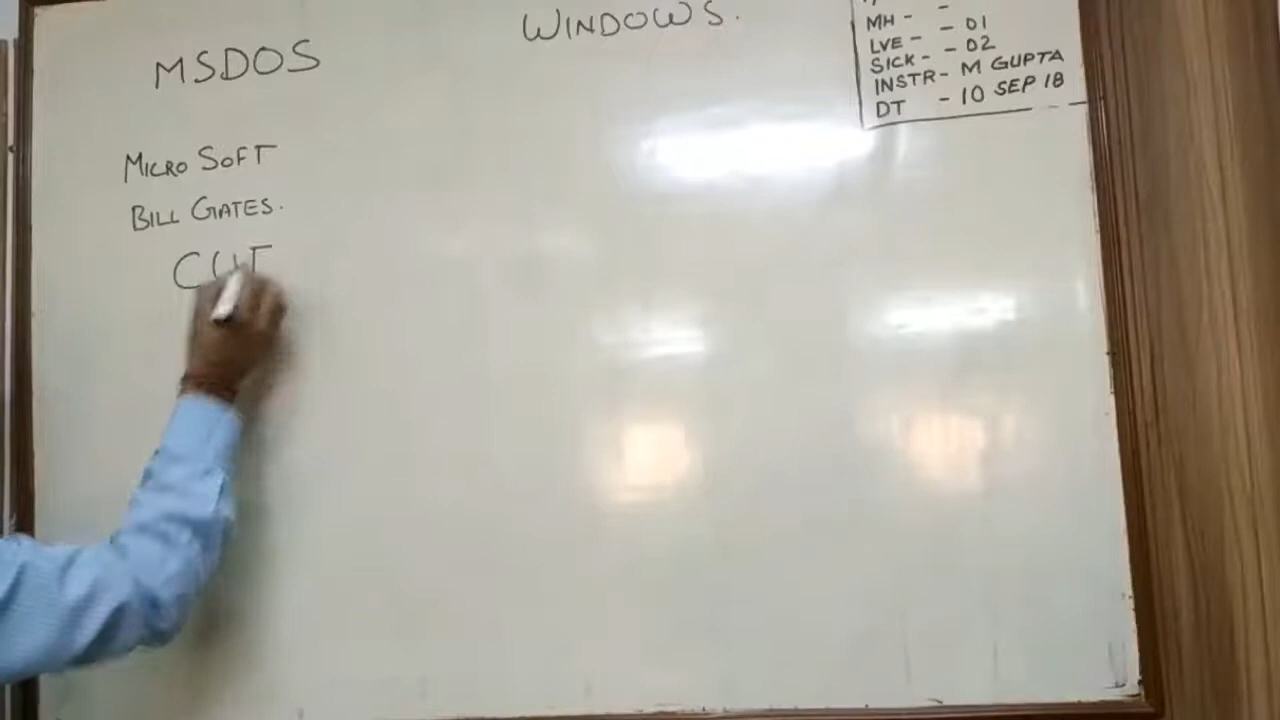 MSDOS
WINDOWS.
MH - -
LVE - - 01
SICK - - 02
INSTR - M GUPTA
DT - 10 SEP 18
MICRO SOFT
BILL GATES.